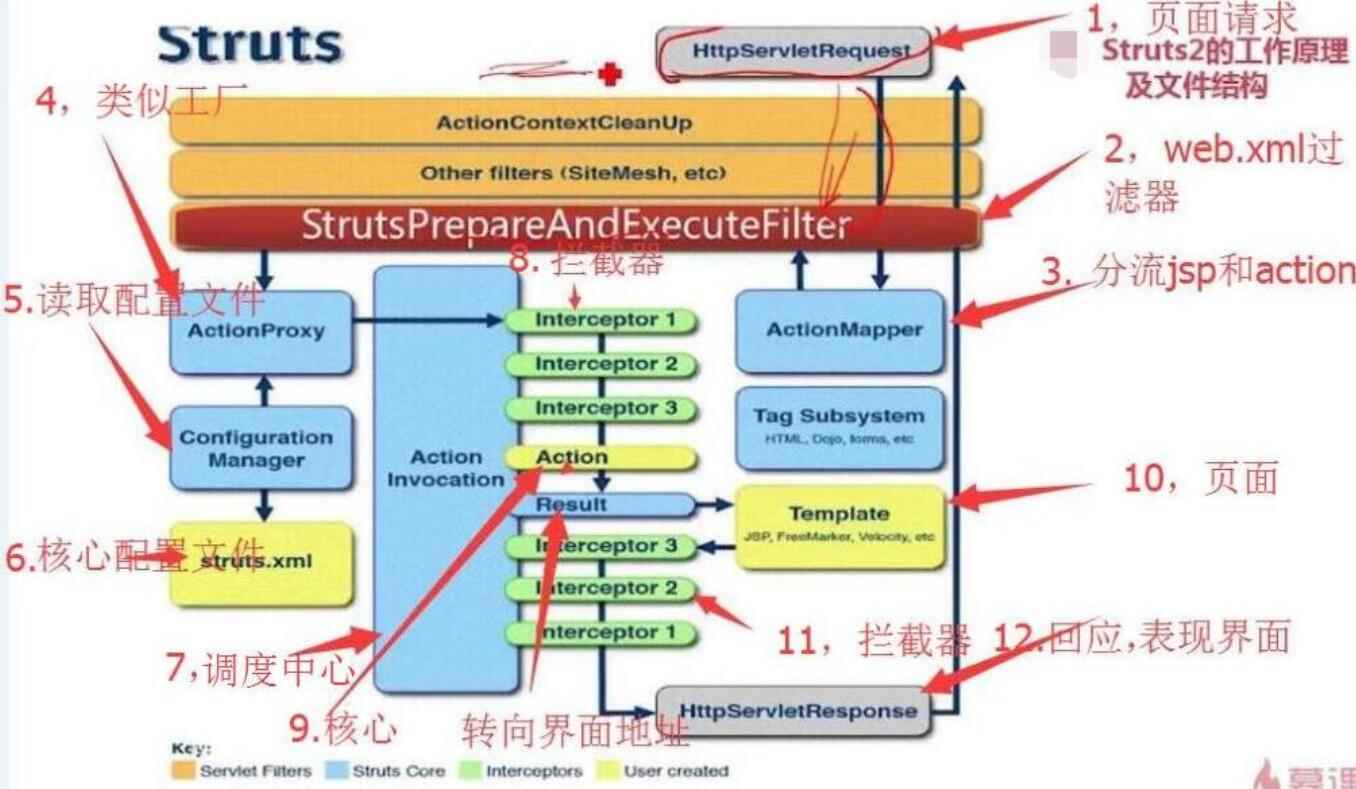 Struts
HttpServletRequest
1，页面请求
Struts2的工作原理
及文件结构
4，类似工厂
ActionContextCleanUp
Other filters (SiteMesh, etc)
2，web.xml过
滤器
StrutsPrepareAndExecuteFilter
8. 拦截器
3. 分流jsp和action
5.读取配置文件
ActionProxy
Interceptor 1
ActionMapper
Interceptor 2
Interceptor 3
Tag Subsystem
HTML, Dojo, forms, etc
Configuration
Manager
Action
Invocation
Action
Result
10，页面
Template
JSP, FreeMarker, Velocity, etc
6.核心配置文件
struts.xml
Interceptor 3
Interceptor 2
Interceptor 1
11，拦截器
12.回应,表现界面
7,调度中心
9.核心
转向界面地址
HttpServletResponse
Key:
Servlet Filters
Struts Core
Interceptors
User created